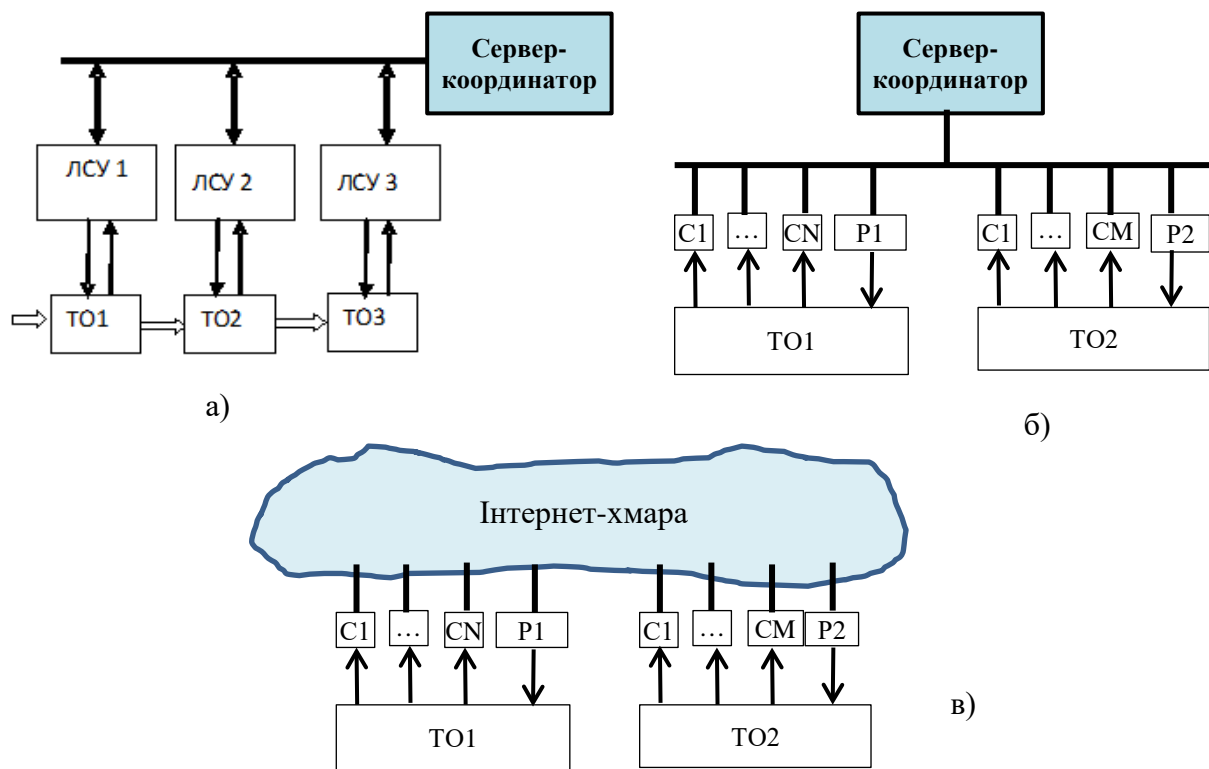 Сервер-
координатор
ЛСУ 1
ЛСУ 2
ЛСУ 3
ТО1
ТО2
ТО3
а)
Сервер-
координатор
С1
...
СN
Р1
С1
...
СМ
Р2
ТО1
ТО2
б)
Інтернет-хмара
С1
...
СN
Р1
С1
...
СМ
Р2
ТО1
ТО2
в)